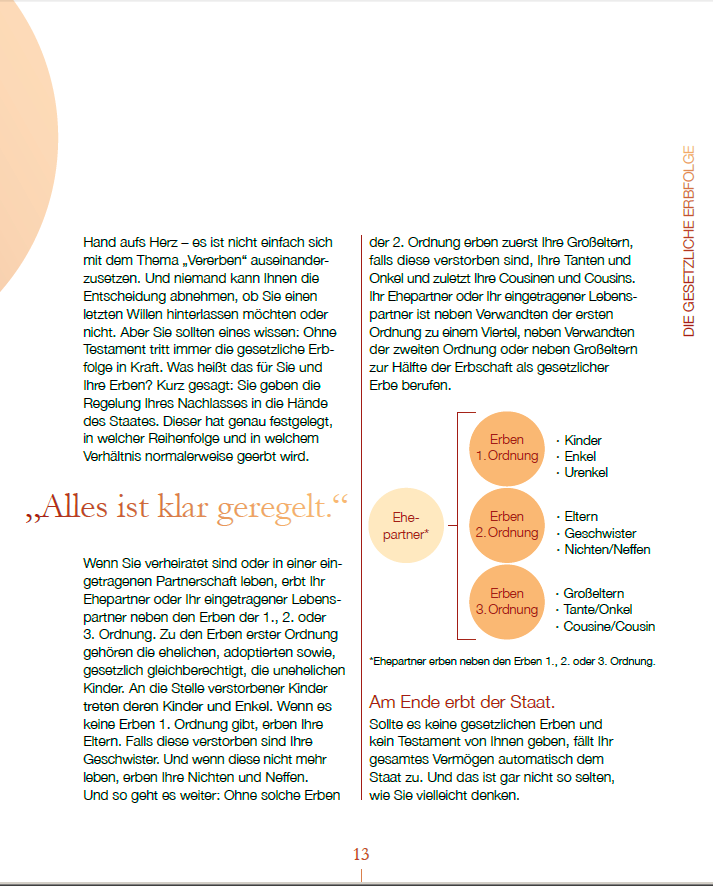 Hand aufs Herz – es ist nicht einfach sich
mit dem Thema „Vererben“ auseinander-
zusetzen. Und niemand kann Ihnen die
Entscheidung abnehmen, ob Sie einen
letzten Willen hinterlassen möchten oder
nicht. Aber Sie sollten eines wissen: Ohne
Testament tritt immer die gesetzliche Erb-
folge in Kraft. Was heißt das für Sie und
Ihre Erben? Kurz gesagt: Sie geben die
Regelung Ihres Nachlasses in die Hände
des Staates. Dieser hat genau festgelegt,
in welcher Reihenfolge und in welchem
Verhältnis normalerweise geerbt wird.
„Alles ist klar geregelt.“
Wenn Sie verheiratet sind oder in einer ein-
getragenen Partnerschaft leben, erbt Ihr
Ehepartner oder Ihr eingetragener Lebens-
partner neben den Erben der 1., 2. oder
3. Ordnung. Zu den Erben erster Ordnung
gehören die ehelichen, adoptierten sowie,
gesetzlich gleichberechtigt, die unehelichen
Kinder. An die Stelle verstorbener Kinder
treten deren Kinder und Enkel. Wenn es
keine Erben 1. Ordnung gibt, erben Ihre
Eltern. Falls diese verstorben sind Ihre
Geschwister. Und wenn diese nicht mehr
leben, erben Ihre Nichten und Neffen.
Und so geht es weiter: Ohne solche Erben
der 2. Ordnung erben zuerst Ihre Großeltern,
falls diese verstorben sind, Ihre Tanten und
Onkel und zuletzt Ihre Cousinen und Cousins.
Ihr Ehepartner oder Ihr eingetragener Lebens-
partner ist neben Verwandten der ersten
Ordnung zu einem Viertel, neben Verwandten
der zweiten Ordnung oder neben Großeltern
zur Hälfte der Erbschaft als gesetzlicher
Erbe berufen.
Ehe-
partner*
Erben
1. Ordnung
· Kinder
· Enkel
· Urenkel
Erben
2. Ordnung
· Eltern
· Geschwister
· Nichten/Neffen
Erben
3. Ordnung
· Großeltern
· Tante/Onkel
· Cousine/Cousin
*Ehepartner erben neben den Erben 1., 2. oder 3. Ordnung.
Am Ende erbt der Staat.
Sollte es keine gesetzlichen Erben und
kein Testament von Ihnen geben, fällt Ihr
gesamtes Vermögen automatisch dem
Staat zu. Und das ist gar nicht so selten,
wie Sie vielleicht denken.
DIE GESETZLICHE ERBFOLGE
13